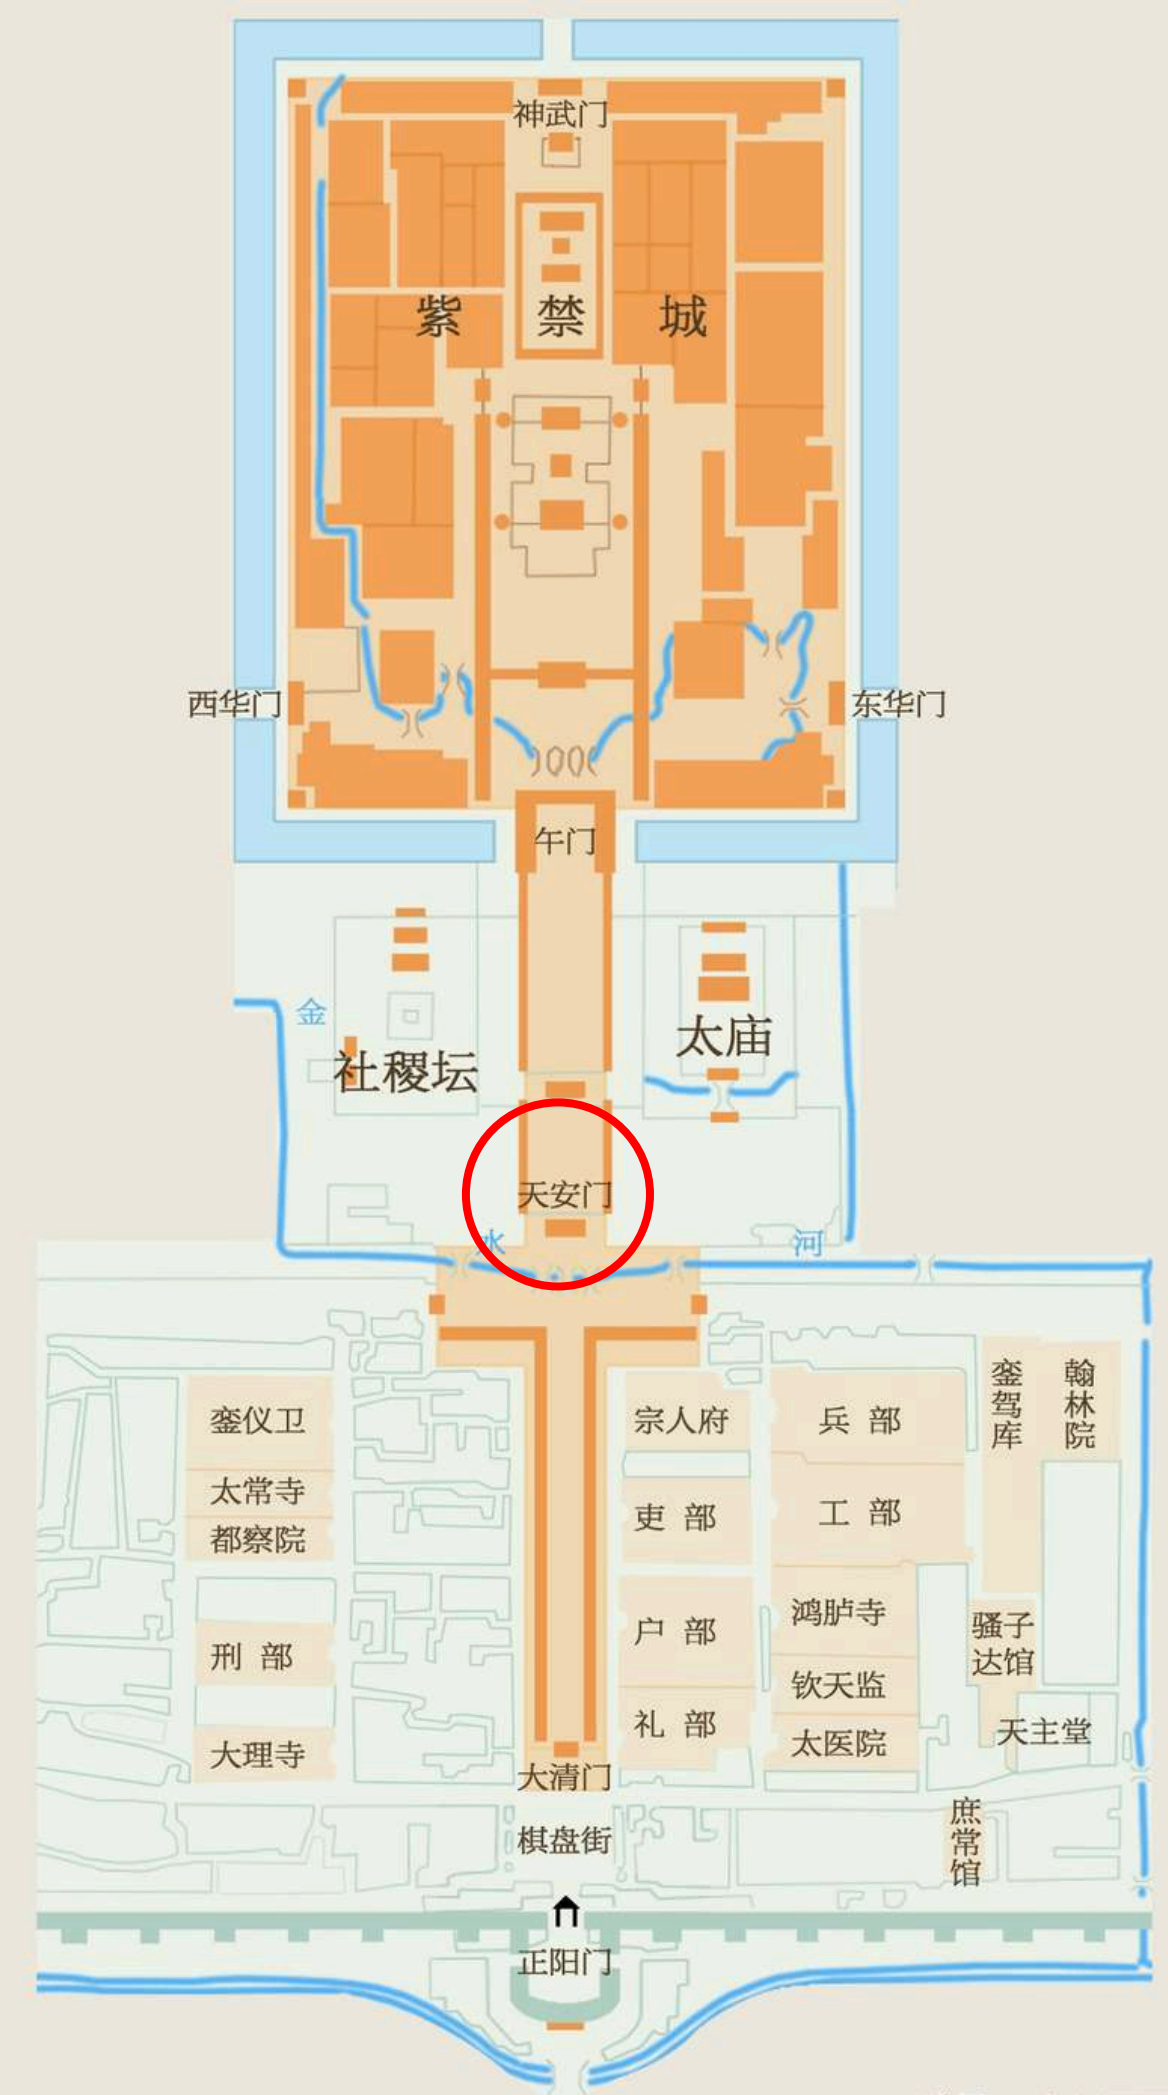 神武门
紫禁城
西华门
东华门
午门
金
太庙
社稷坛
天安门
水
河
銮仪卫
太常寺
都察院
刑部
大理寺
宗人府
吏部
户部
礼部
兵部
工部
鸿胪寺
钦天监
太医院
銮驾库
翰林院
骚子
达馆
天主堂
大清门
棋盘街
庶常馆
正阳门